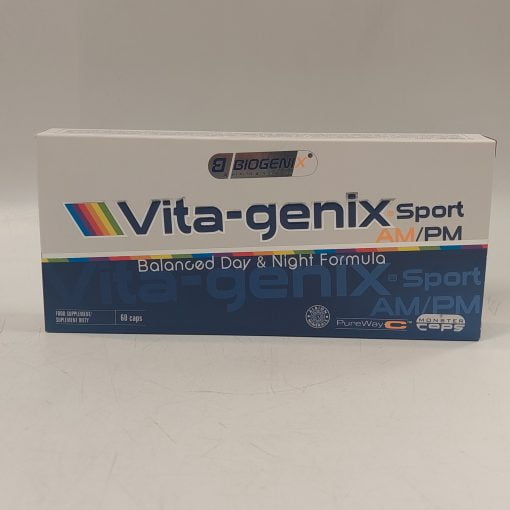 BIOGENIX
Vita-genix® Sport
AM/PM
Balanced Day & Night Formula
Vita-genix® Sport
AM/PM
FOOD SUPPLEMENT/
SUPLEMENT DIETY
60 caps
PureWay-C™
MONSTER
CAPS